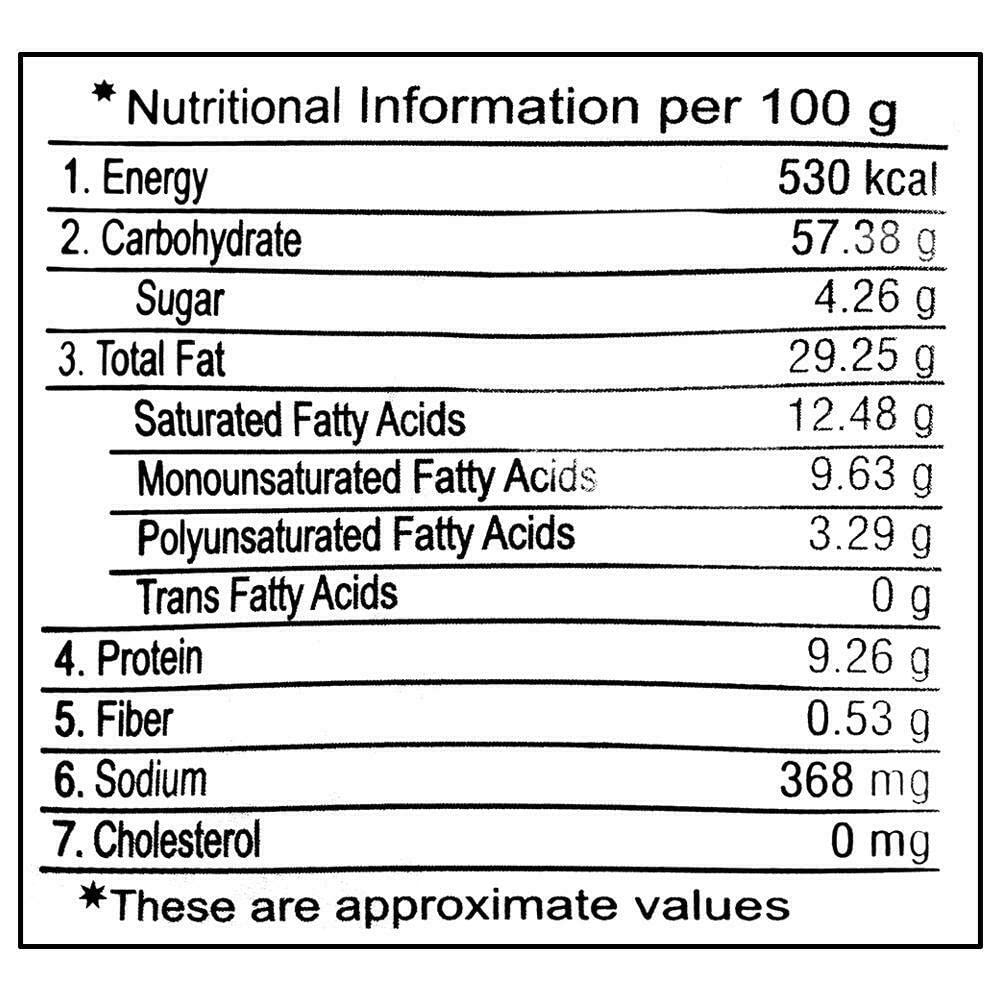 *Nutritional Information per 100 g
1. Energy 530 kcal
2. Carbohydrate 57.38 g
Sugar 4.26 g
3. Total Fat 29.25 g
Saturated Fatty Acids 12.48 g
Monounsaturated Fatty Acids 9.63 g
Polyunsaturated Fatty Acids 3.29 g
Trans Fatty Acids 0 g
4. Protein 9.26 g
5. Fiber 0.53 g
6. Sodium 368 mg
7. Cholesterol 0 mg
*These are approximate values